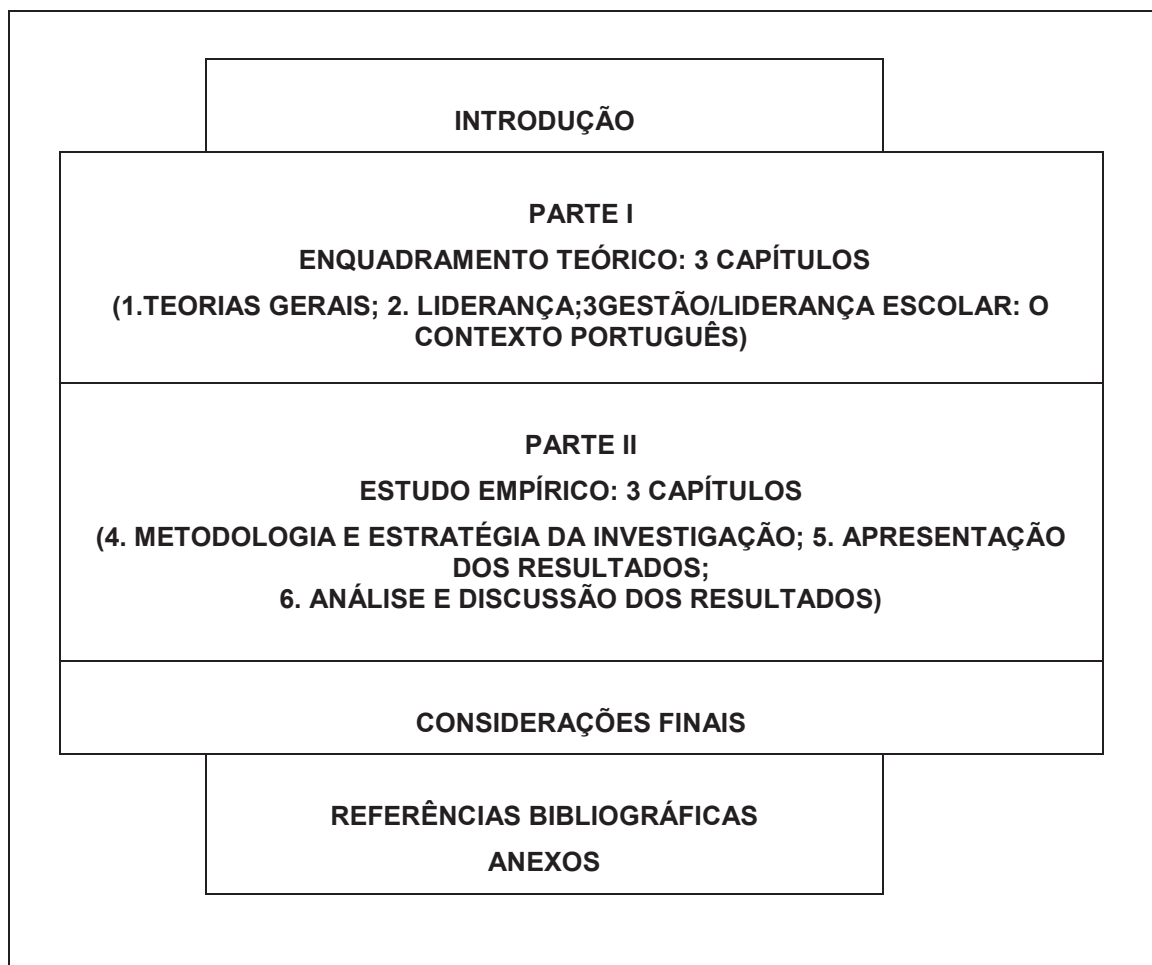 INTRODUÇÃO
PARTE I
ENQUADRAMENTO TEÓRICO: 3 CAPÍTULOS
(1.TEORIAS GERAIS; 2. LIDERANÇA;3GESTÃO/LIDERANÇA ESCOLAR: O
CONTEXTO PORTUGUÊS)
PARTE II
ESTUDO EMPÍRICO: 3 CAPÍTULOS
(4. METODOLOGIA E ESTRATÉGIA DA INVESTIGAÇÃO; 5. APRESENTAÇÃO
DOS RESULTADOS;
6. ANÁLISE E DISCUSSÃO DOS RESULTADOS)
CONSIDERAÇÕES FINAIS
REFERÊNCIAS BIBLIOGRÁFICAS
ANEXOS